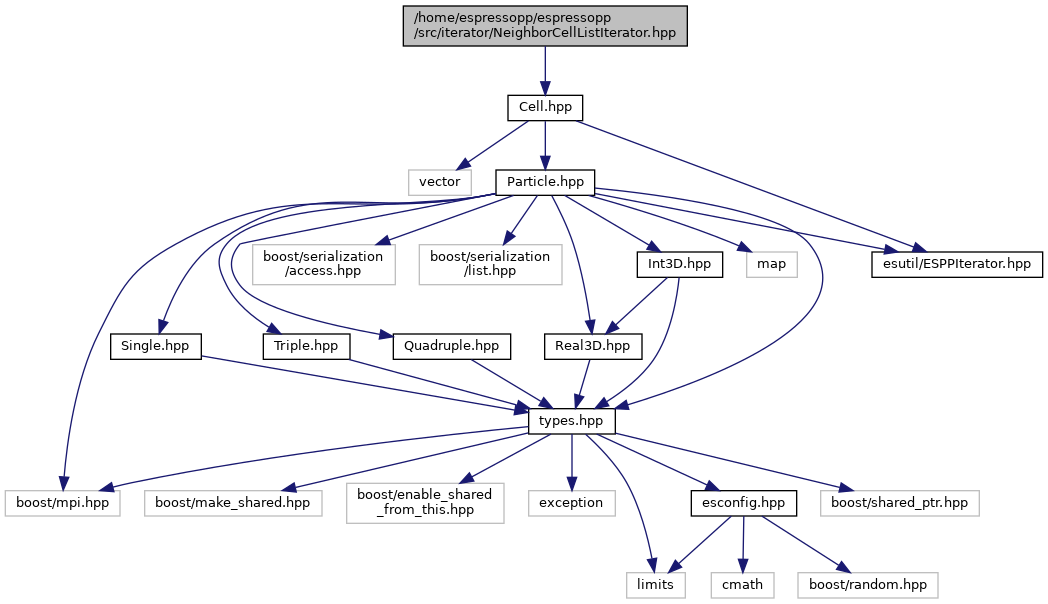 /home/espressopp/espressopp
/src/iterator/NeighborCellListIterator.hpp
Cell.hpp
vector
Particle.hpp
boost/serialization
/access.hpp
boost/serialization
/list.hpp
Int3D.hpp
map
esutil/ESPPIterator.hpp
Single.hpp
Triple.hpp
Quadruple.hpp
Real3D.hpp
types.hpp
boost/mpi.hpp
boost/make_shared.hpp
boost/enable_shared
_from_this.hpp
exception
esconfig.hpp
boost/shared_ptr.hpp
limits
cmath
boost/random.hpp